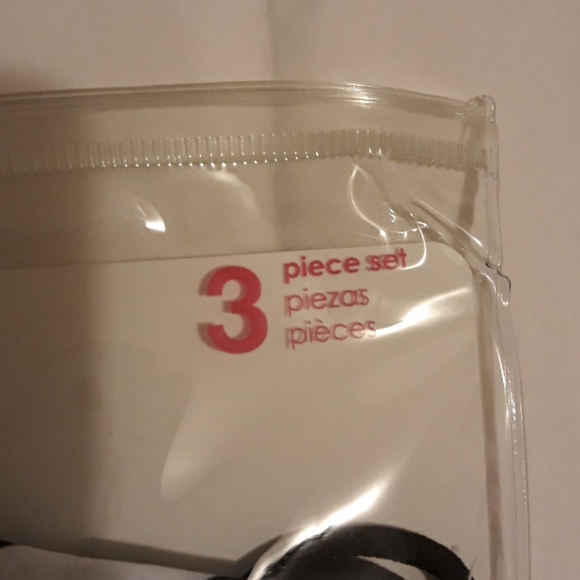 3
piece set
piezas
pièces